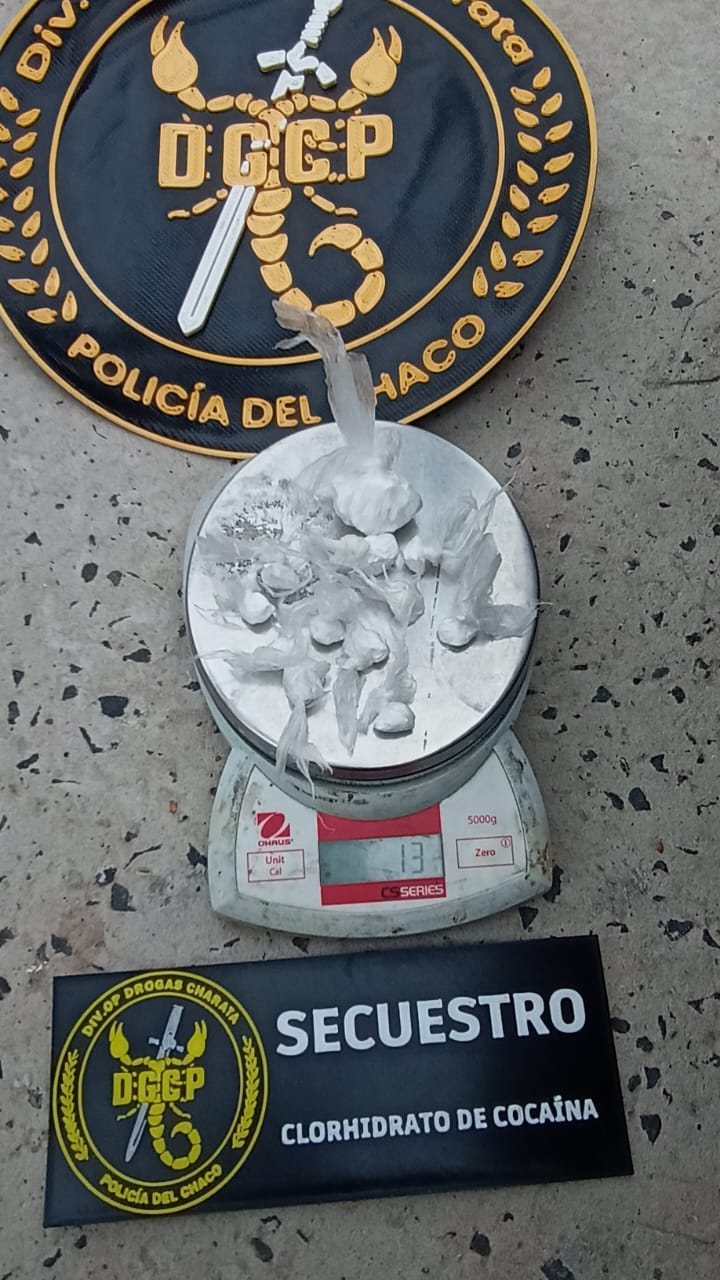 Div.
rata
DGCP
POLICÍA DEL CHACO
OHAUS
Unit
Cal
13
5000g
Zero
CS SERIES
DIV.OP DROGAS CHARATA
DGCP
POLICÍA DEL CHACO
SECUESTRO
CLORHIDRATO DE COCAÍNA